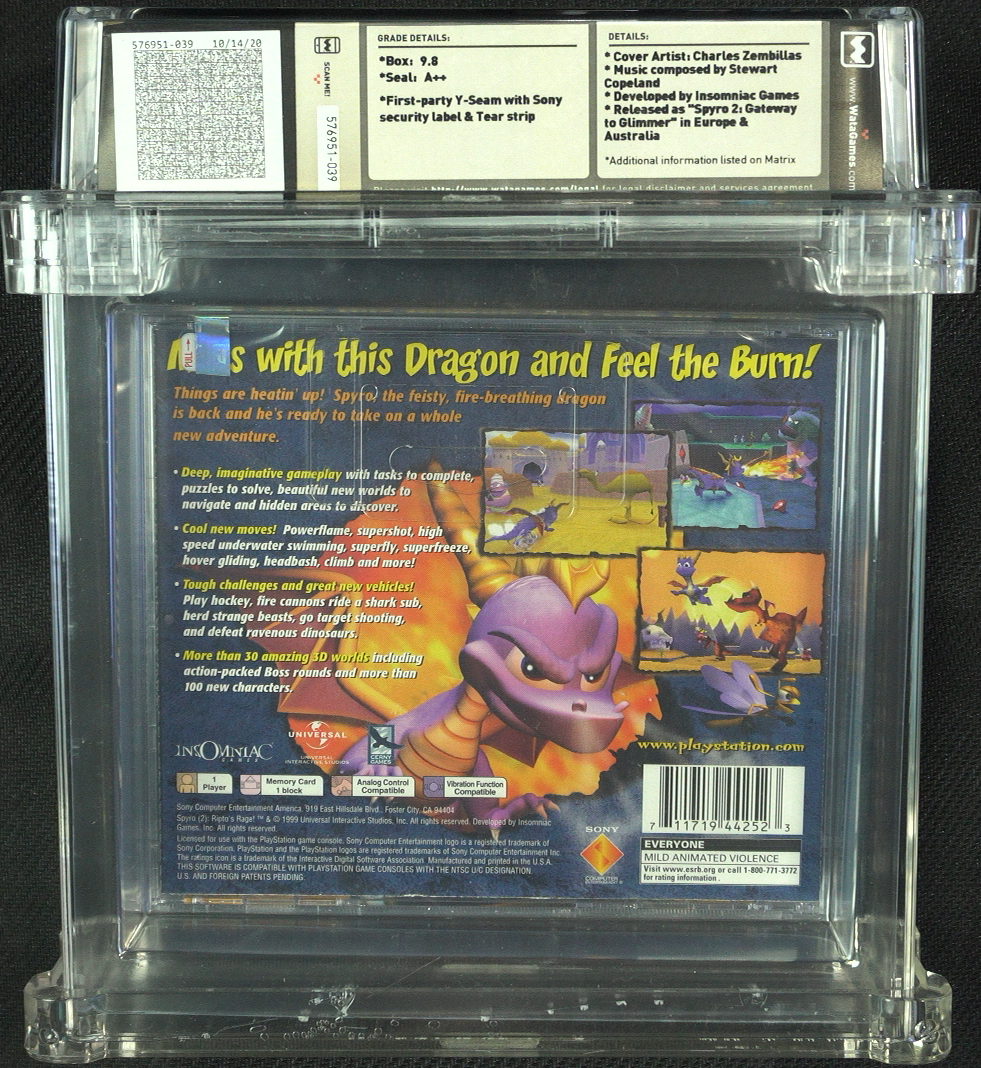 576951-039 10/14/20
SCAN ME!
576951-039
GRADE DETAILS:
*Box: 9.8
*Seal: A++
*First-party Y-Seam with Sony
security label & Tear strip
DETAILS:
* Cover Artist: Charles Zembillas
* Music composed by Stewart
Copeland
* Developed by Insomniac Games
* Released as "Spyro 2: Gateway
to Glimmer" in Europe &
Australia
*Additional information listed on Matrix
www.WataGames.com
http://www.watagames.com/legal for legal disclaimer and services agreement
PULL
with this Dragon and Feel the Burn!
Things are heatin' up! Spyro, the feisty, fire-breathing dragon
is back and he's ready to take on a whole
new adventure.
• Deep, imaginative gameplay with tasks to complete,
puzzles to solve, beautiful new worlds to
navigate and hidden areas to discover.
• Cool new moves! Powerflame, supershot, high
speed underwater swimming, superfly, superfreeze,
hover gliding, headbash, climb and more!
• Tough challenges and great new vehicles!
Play hockey, fire cannons ride a shark sub,
herd strange beasts, go target shooting,
and defeat ravenous dinosaurs.
• More than 30 amazing 3D worlds including
action-packed Boss rounds and more than
100 new characters.
www.playstation.com
INSOMNIAC
GAMES
UNIVERSAL
UNIVERSAL
INTERACTIVE STUDIOS
CERNY
GAMES
1
Player
Memory Card
1 block
Analog Control
Compatible
Vibration Function
Compatible
Sony Computer Entertainment America, 919 East Hillsdale Blvd., Foster City, CA 94404
Spyro (2): Ripto's Rage! ™ & © 1999 Universal Interactive Studios, Inc. All rights reserved. Developed by Insomniac
Games, Inc. All rights reserved.
Licensed for use with the PlayStation game console. Sony Computer Entertainment logo is a registered trademark of
Sony Corporation. PlayStation and the PlayStation logos are registered trademarks of Sony Computer Entertainment Inc.
The ratings icon is a trademark of the Interactive Digital Software Association. Manufactured and printed in the U.S.A.
THIS SOFTWARE IS COMPATIBLE WITH PLAYSTATION GAME CONSOLES WITH THE NTSC U/C DESIGNATION.
U.S. AND FOREIGN PATENTS PENDING.
SONY
COMPUTER
ENTERTAINMENT
7 11719 44252 3
EVERYONE
MILD ANIMATED VIOLENCE
Visit www.esrb.org or call 1-800-771-3772
for rating information.